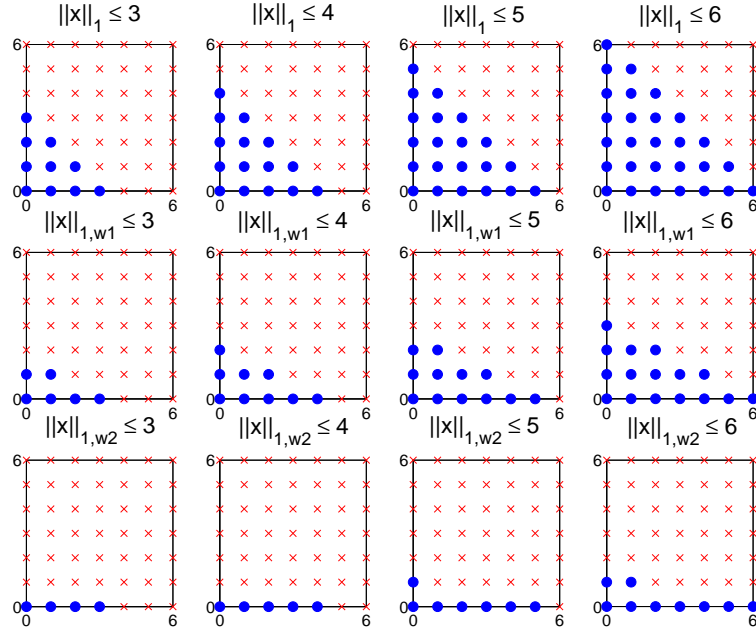 ||x||₁ ≤ 3 ||x||₁ ≤ 4 ||x||₁ ≤ 5 ||x||₁ ≤ 6
6 6 6 6
0 0 0 0
0 6 0 6 0 6 0 6
||x||₁,w1 ≤ 3 ||x||₁,w1 ≤ 4 ||x||₁,w1 ≤ 5 ||x||₁,w1 ≤ 6
6 6 6 6
0 0 0 0
0 6 0 6 0 6 0 6
||x||₁,w2 ≤ 3 ||x||₁,w2 ≤ 4 ||x||₁,w2 ≤ 5 ||x||₁,w2 ≤ 6
6 6 6 6
0 0 0 0
0 6 0 6 0 6 0 6